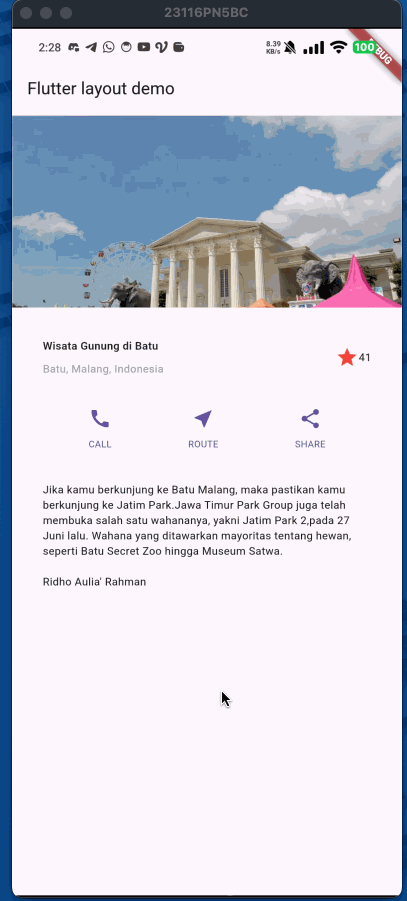 23116PN5BC
2:28
8.39
KB/s
100
Flutter layout demo
Wisata Gunung di Batu
Batu, Malang, Indonesia
41
CALL
ROUTE
SHARE
Jika kamu berkunjung ke Batu Malang, maka pastikan kamu
berkunjung ke Jatim Park.Jawa Timur Park Group juga telah
membuka salah satu wahananya, yakni Jatim Park 2,pada 27
Juni lalu. Wahana yang ditawarkan mayoritas tentang hewan,
seperti Batu Secret Zoo hingga Museum Satwa.
Ridho Aulia' Rahman